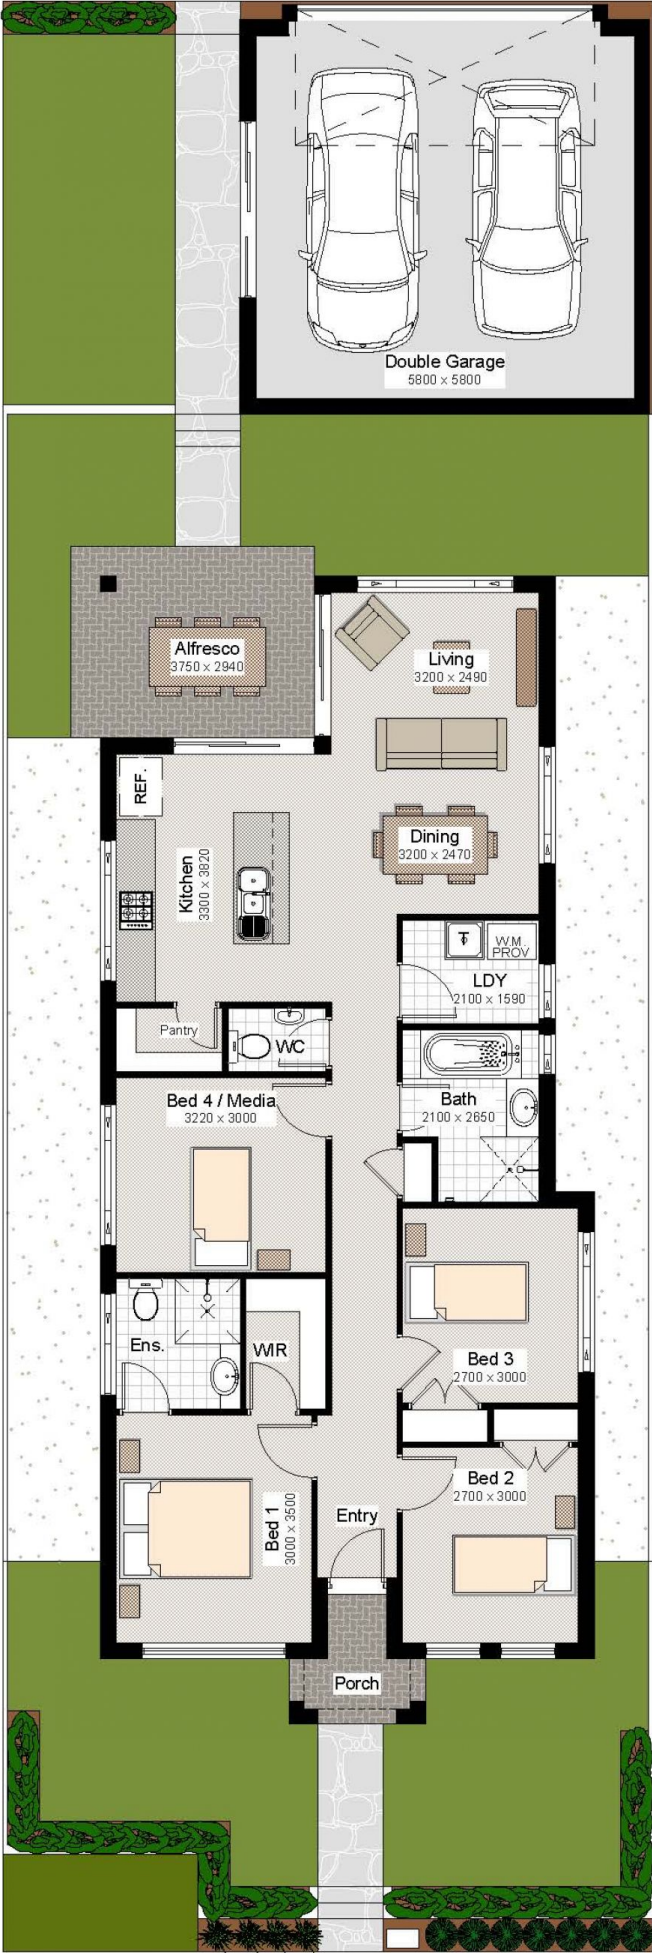 Double Garage
5800 x 5800
Alfresco
3750 x 2940
Living
3200 x 2490
REF.
Dining
3200 x 2470
Kitchen
3300 x 3820
T
W.M.
PROV
LDY
2100 x 1590
Pantry
WC
Bed 4 / Media
3220 x 3000
Bath
2100 x 2650
Ens.
WIR
Bed 3
2700 x 3000
Bed 2
2700 x 3000
Bed 1
3000 x 3500
Entry
Porch